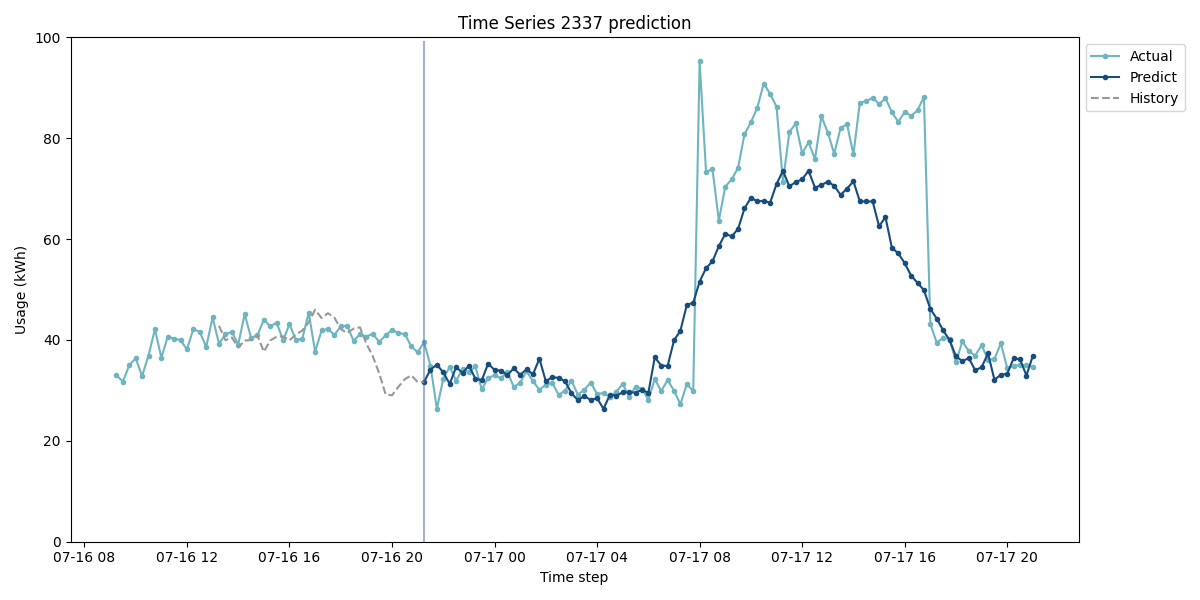 Time Series 2337 prediction
100
80
60
40
20
0
Usage (kWh)
07-16 08
07-16 12
07-16 16
07-16 20
07-17 00
07-17 04
07-17 08
07-17 12
07-17 16
07-17 20
Time step
Actual
Predict
History